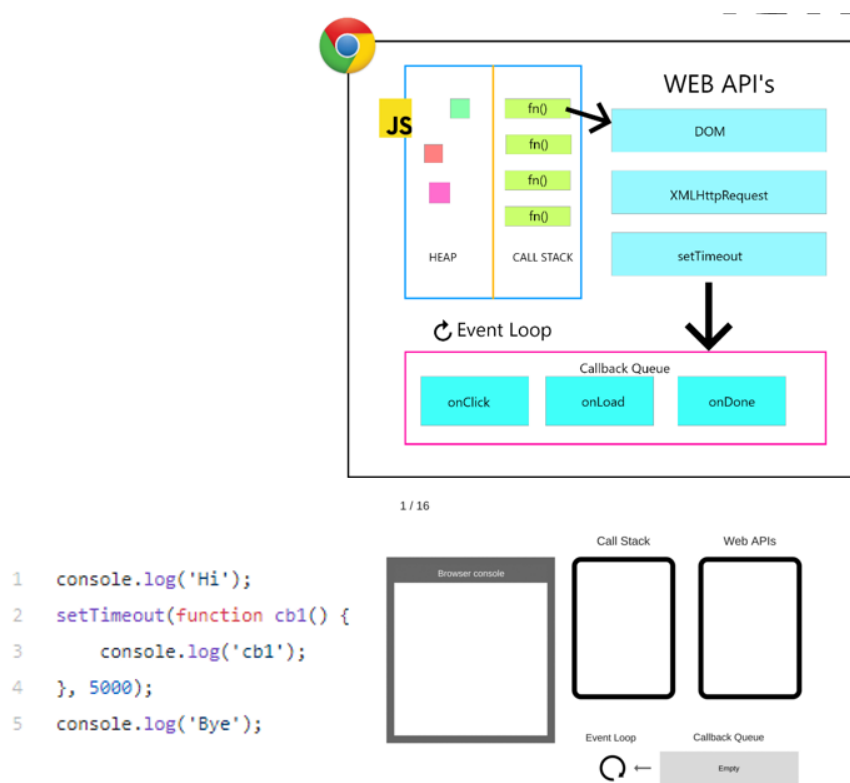 WEB API's
JS
fn()
DOM
fn()
fn()
XMLHttpRequest
fn()
HEAP
CALL STACK
setTimeout
Event Loop
Callback Queue
onClick
onLoad
onDone
1 / 16
Call Stack
Web APIs
Browser console
1 console.log('Hi');
2 setTimeout(function cb1() {
3     console.log('cb1');
4 }, 5000);
5 console.log('Bye');
Event Loop
Callback Queue
Empty